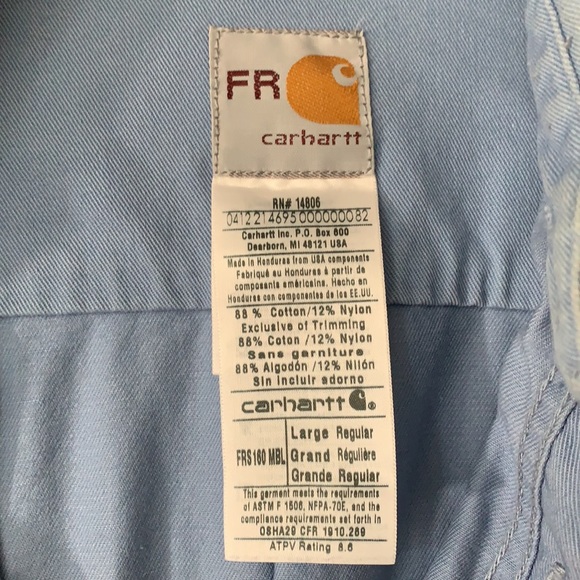 FR
carhartt
RN# 14806
0412214695000000082
Carhartt Inc. P.O. Box 600
Dearborn, MI 48121 USA
Made in Honduras from USA components
Fabriqué au Honduras à partir de
composants américains. Hecho en
Honduras con componentes de los EE.UU.
88 % Cotton/12% Nylon
Exclusive of Trimming
88% Coton /12% Nylon
Sans garniture
88% Algodón /12% Nilón
Sin incluir adorno
carhartt
FRS160 MBL
Large Regular
Grand Régulière
Grande Regular
This garment meets the requirements
of ASTM F 1506, NFPA-70E, and the
compliance requirements set forth in
OSHA29 CFR 1910.269
ATPV Rating 8.6